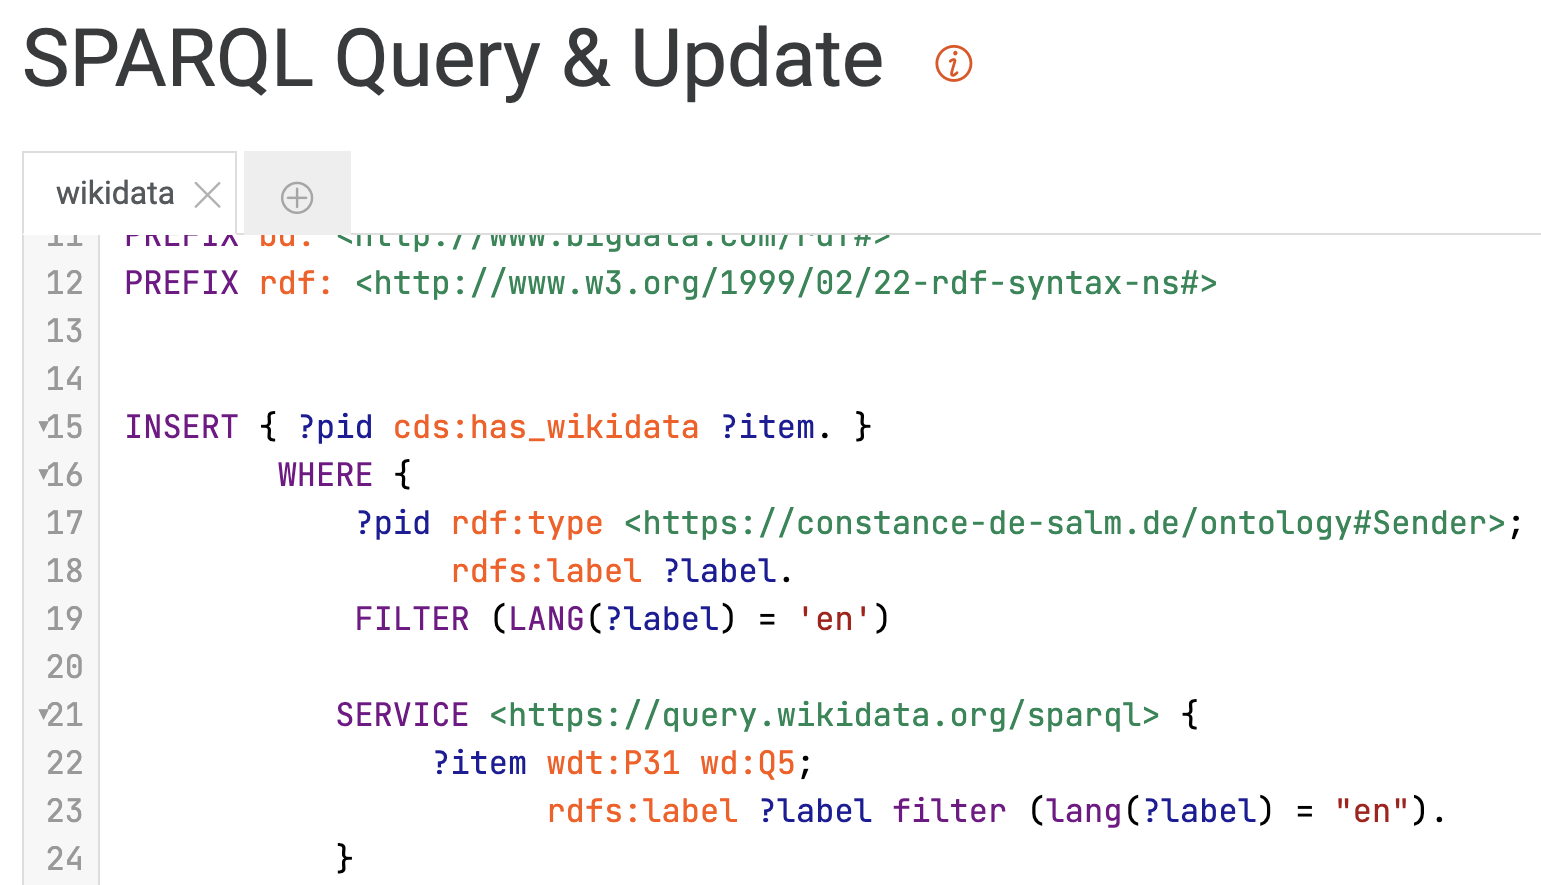 SPARQL Query & Update
wikidata
11 PREFIX bd: <http://www.bigdata.com/rdf#>
12 PREFIX rdf: <http://www.w3.org/1999/02/22-rdf-syntax-ns#>
13
14
15 INSERT { ?pid cds:has_wikidata ?item. }
16 WHERE {
17 ?pid rdf:type <https://constance-de-salm.de/ontology#Sender>;
18 rdfs:label ?label.
19 FILTER (LANG(?label) = 'en')
20
21 SERVICE <https://query.wikidata.org/sparql> {
22 ?item wdt:P31 wd:Q5;
23 rdfs:label ?label filter (lang(?label) = "en").
24 }